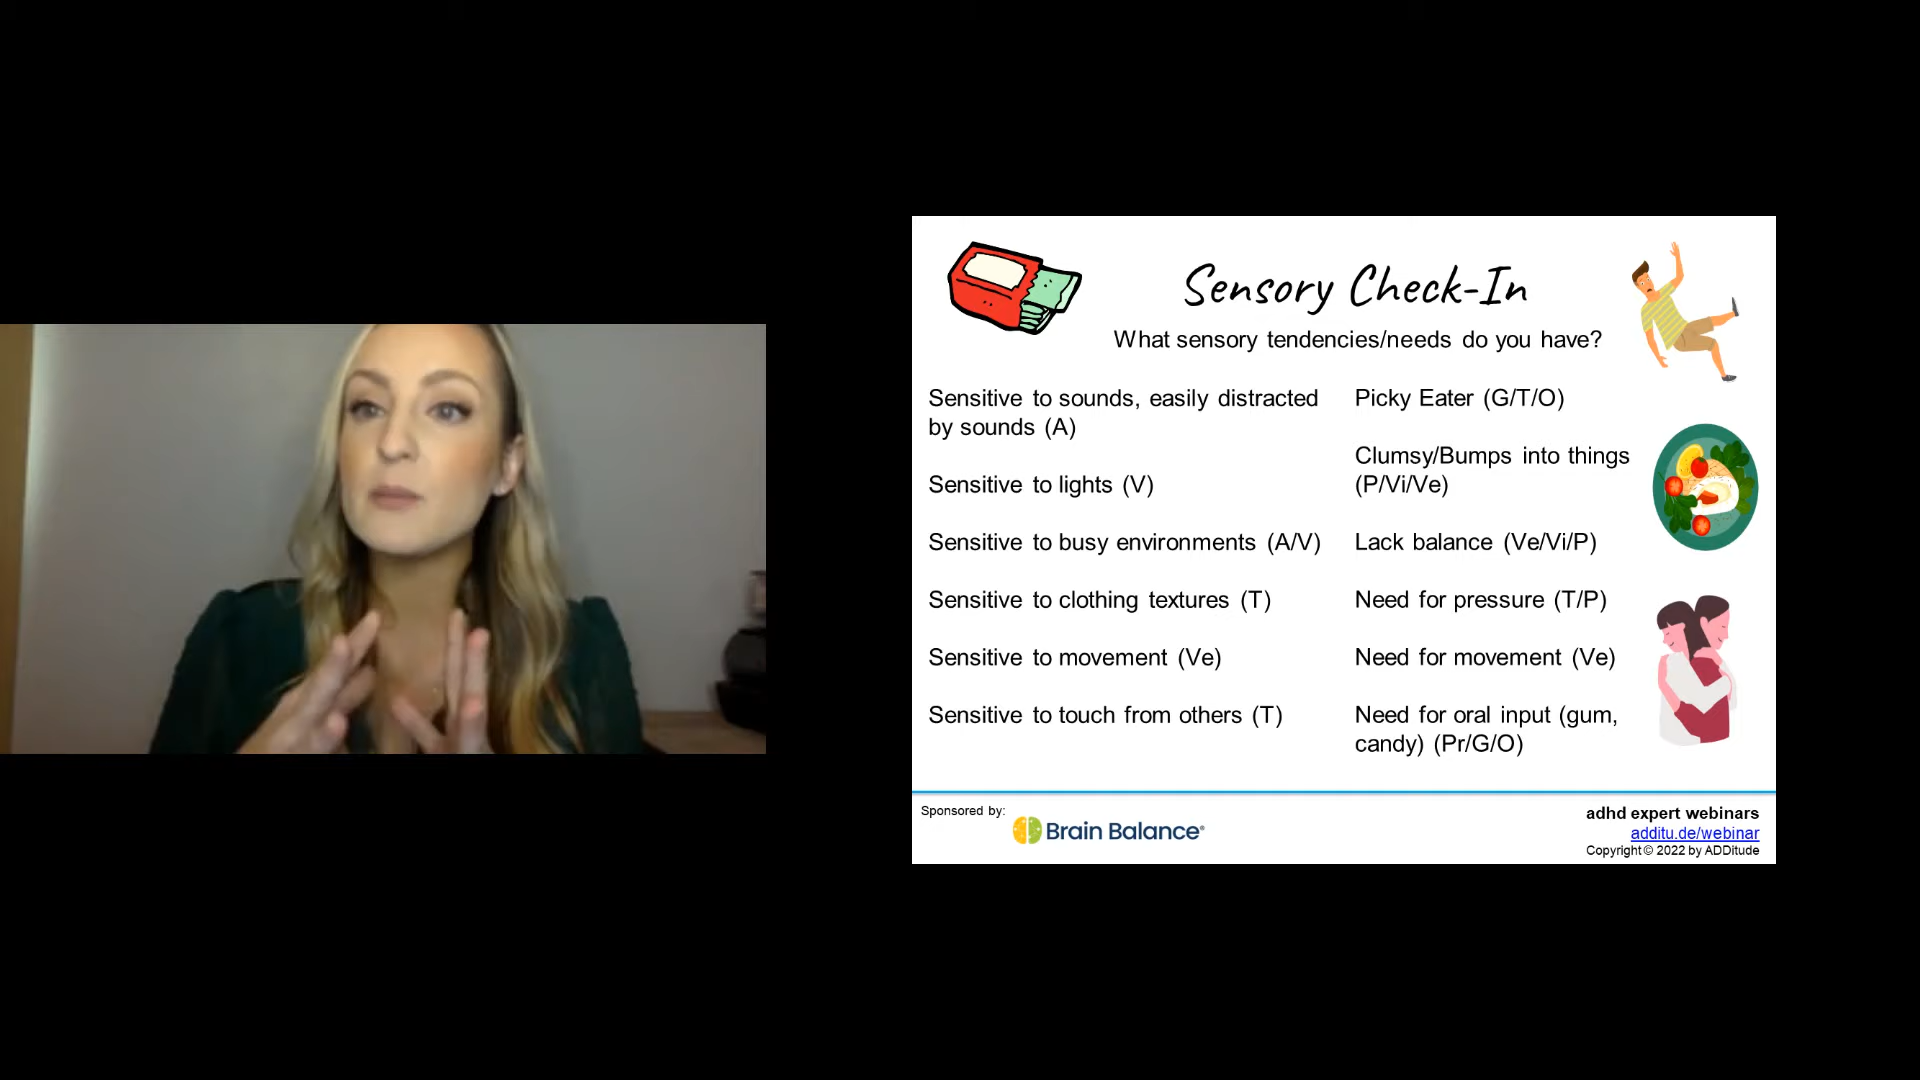 Sensory Check-In
What sensory tendencies/needs do you have?
Sensitive to sounds, easily distracted
by sounds (A)
Sensitive to lights (V)
Sensitive to busy environments (A/V)
Sensitive to clothing textures (T)
Sensitive to movement (Ve)
Sensitive to touch from others (T)
Picky Eater (G/T/O)
Clumsy/Bumps into things
(P/Vi/Ve)
Lack balance (Ve/Vi/P)
Need for pressure (T/P)
Need for movement (Ve)
Need for oral input (gum,
candy) (Pr/G/O)
Sponsored by:
Brain Balance®
adhd expert webinars
additu.de/webinar
Copyright © 2022 by ADDitude